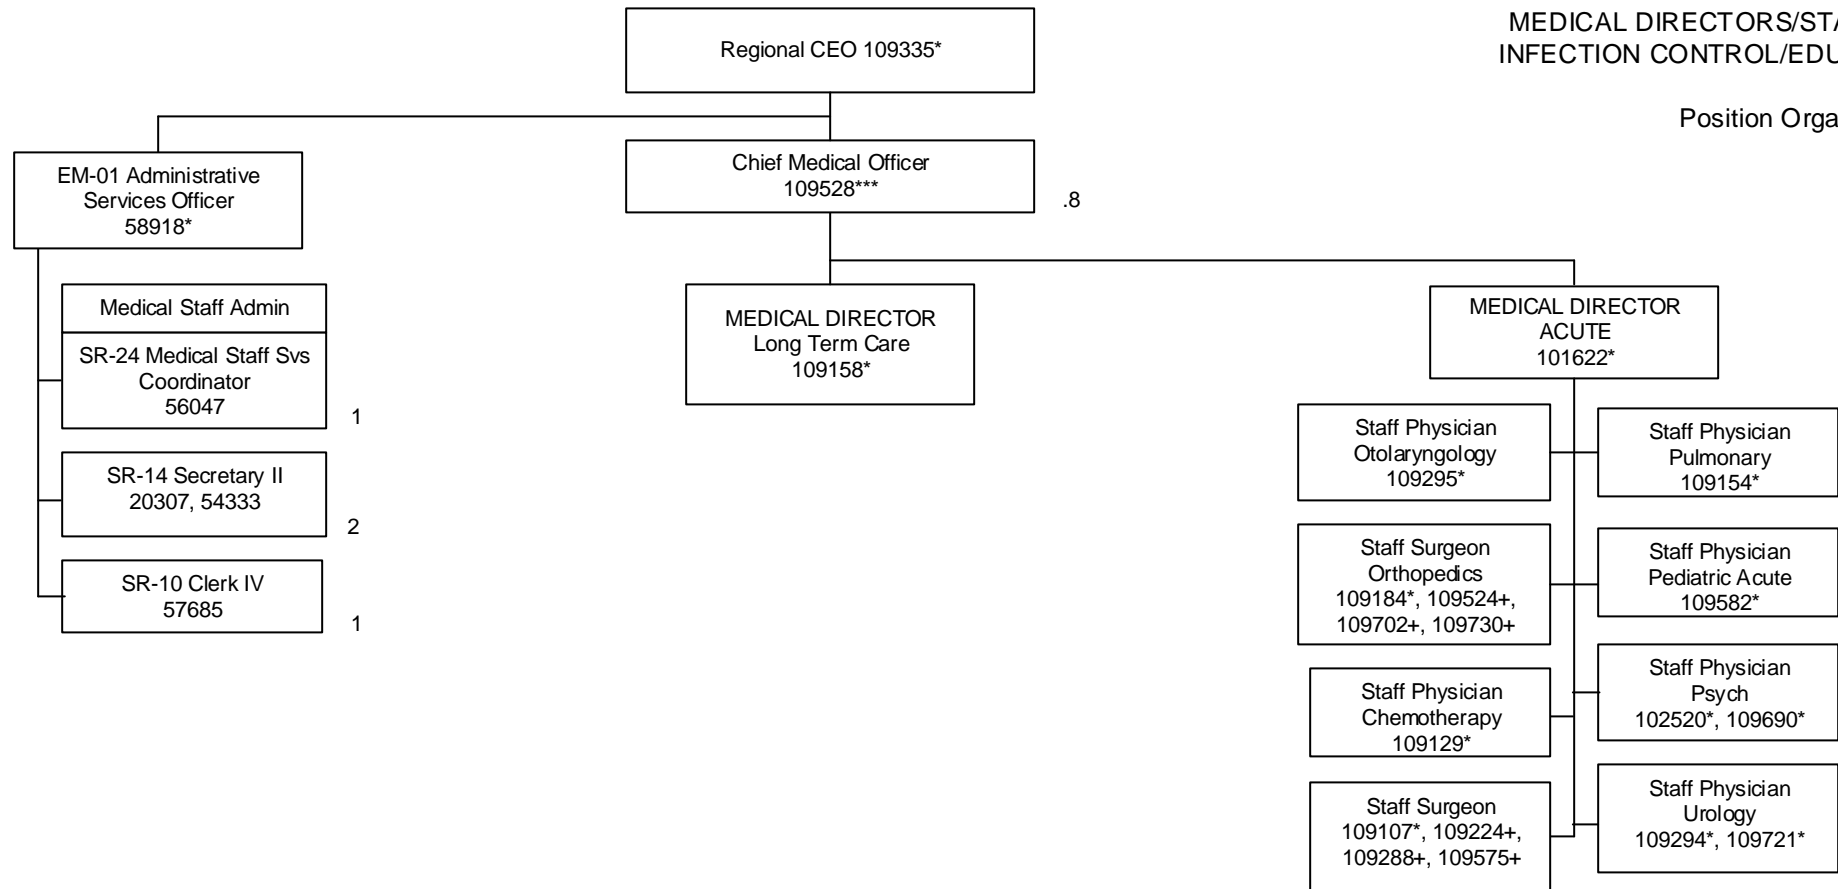 MEDICAL DIRECTORS/
INFECTION CONTROL/
Position
Regional CEO 109335*
EM-01 Administrative
Services Officer
58918*
Chief Medical Officer
109528***
.8
Medical Staff Admin
SR-24 Medical Staff Svs
Coordinator
56047
1
SR-14 Secretary II
20307, 54333
2
SR-10 Clerk IV
57685
1
MEDICAL DIRECTOR
Long Term Care
109158*
MEDICAL DIRECTOR
ACUTE
101622*
Staff Physician
Otolaryngology
109295*
Staff Physician
Pulmonary
109154*
Staff Surgeon
Orthopedics
109184*, 109524+,
109702+, 109730+
Staff Physician
Pediatric Acute
109582*
Staff Physician
Chemotherapy
109129*
Staff Physician
Psych
102520*, 109690*
Staff Surgeon
109107*, 109224+,
109288+, 109575+
Staff Physician
Urology
109294*, 109721*